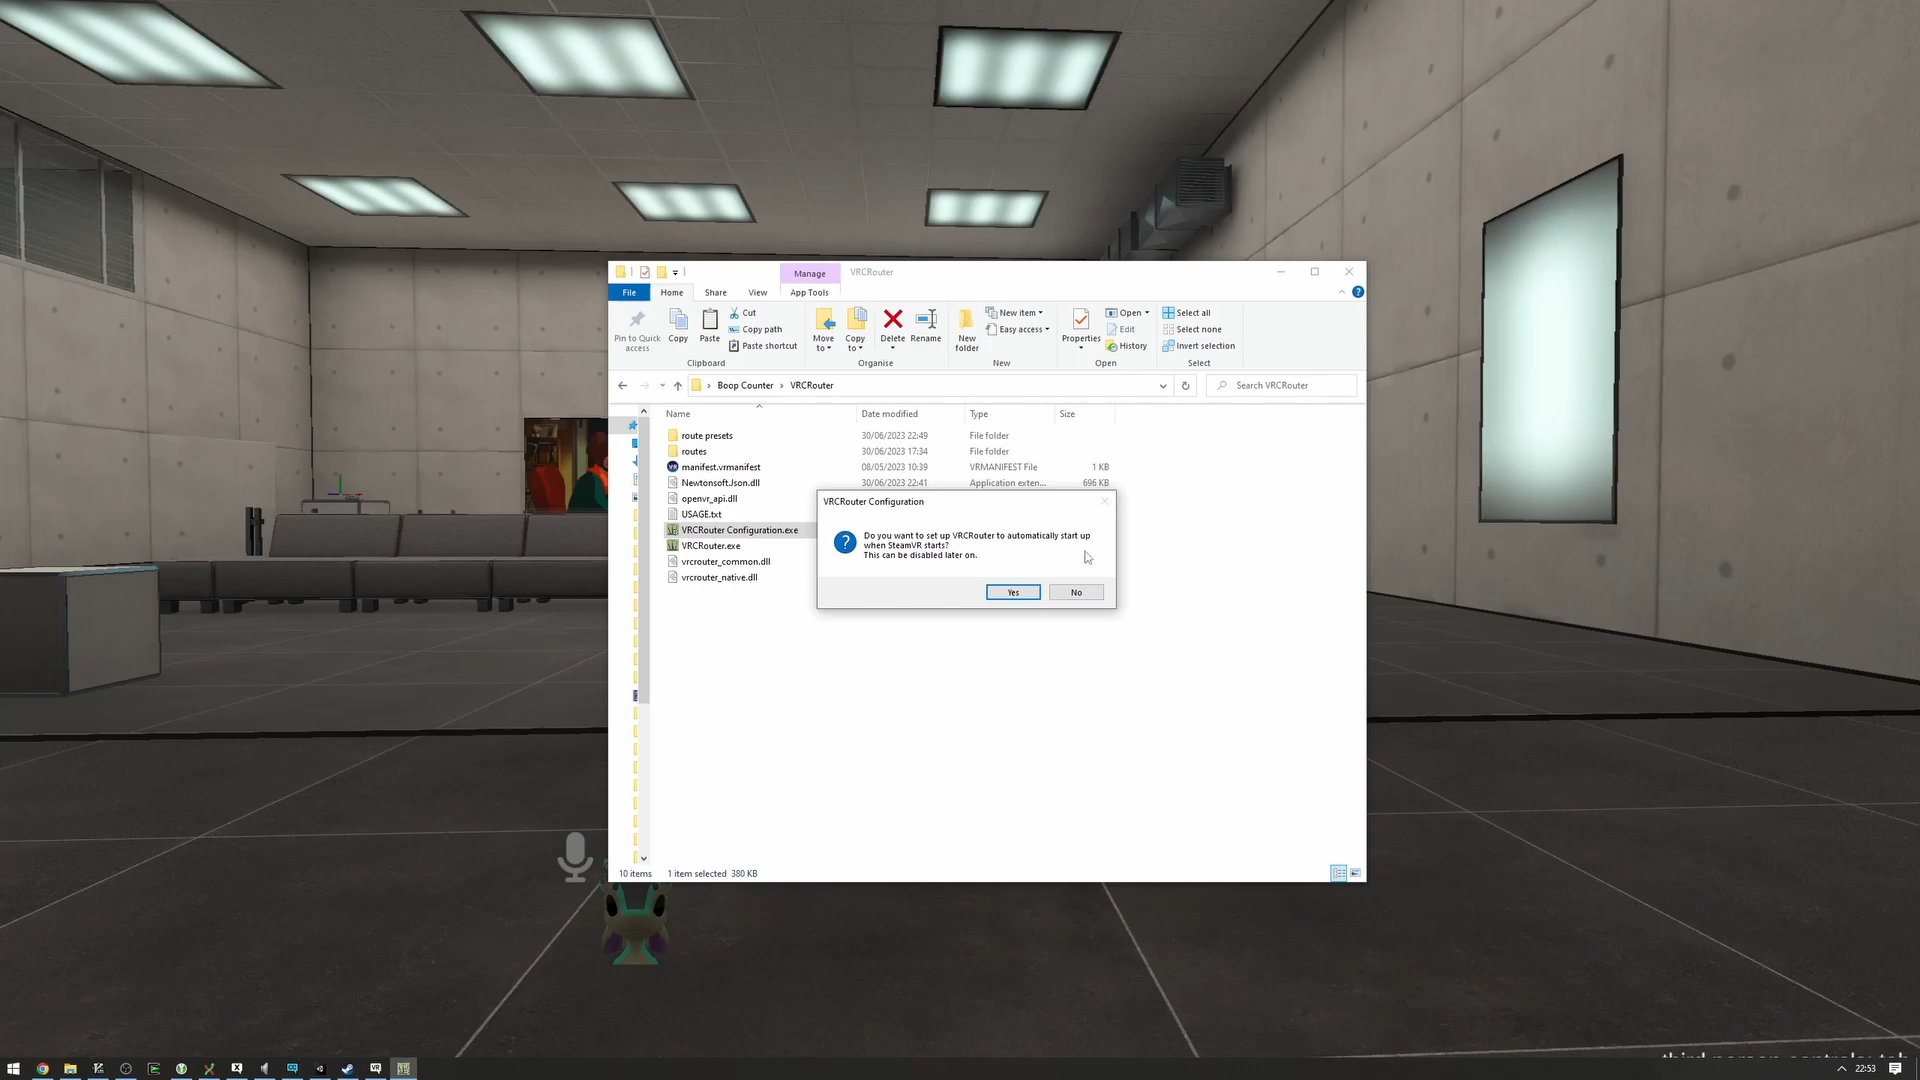 Manage
VRCRouter
File
Home
Share
View
App Tools
Pin to Quick access
Copy
Paste
Cut
Copy path
Paste shortcut
Move to
Copy to
Delete
Rename
New folder
New item
Easy access
Properties
Open
Edit
History
Select all
Select none
Invert selection
Clipboard
Organise
New
Open
Select
Boop Counter › VRCRouter
Search VRCRouter
Name
Date modified
Type
Size
route presets 30/06/2023 22:49 File folder
routes 30/06/2023 17:34 File folder
manifest.vrmanifest 08/05/2023 10:39 VRMANIFEST File 1 KB
Newtonsoft.Json.dll 30/06/2023 22:41 Application exten... 696 KB
openvr_api.dll
USAGE.txt
VRCRouter Configuration.exe
VRCRouter.exe
vrcrouter_common.dll
vrcrouter_native.dll
VRCRouter Configuration
Do you want to set up VRCRouter to automatically start up
when SteamVR starts?
This can be disabled later on.
Yes
No
10 items
1 item selected 380 KB
22:53